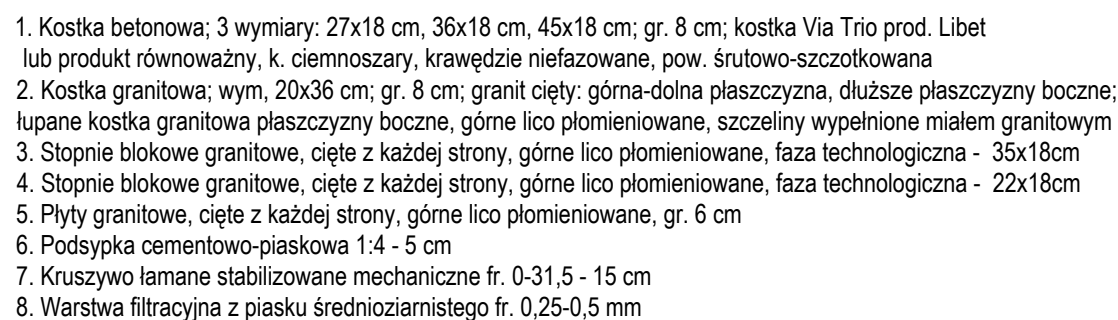 1. Kostka betonowa; 3 wymiary: 27x18 cm, 36x18 cm, 45x18 cm; gr. 8 cm; kostka Via Trio prod. Libet
lub produkt równoważny, k. ciemnoszary, krawędzie niefazowane, pow. śrutowo-szczotkowana
2. Kostka granitowa; wym, 20x36 cm; gr. 8 cm; granit cięty: górna-dolna płaszczyzna, dłuższe płaszczyzny boczne;
łupane kostka granitowa płaszczyzny boczne, górne lico płomieniowane, szczeliny wypełnione miałem granitowym
3. Stopnie blokowe granitowe, cięte z każdej strony, górne lico płomieniowane, faza technologiczna - 35x18cm
4. Stopnie blokowe granitowe, cięte z każdej strony, górne lico płomieniowane, faza technologiczna - 22x18cm
5. Płyty granitowe, cięte z każdej strony, górne lico płomieniowane, gr. 6 cm
6. Podsypka cementowo-piaskowa 1:4 - 5 cm
7. Kruszywo łamane stabilizowane mechaniczne fr. 0-31,5 - 15 cm
8. Warstwa filtracyjna z piasku średnioziarnistego fr. 0,25-0,5 mm